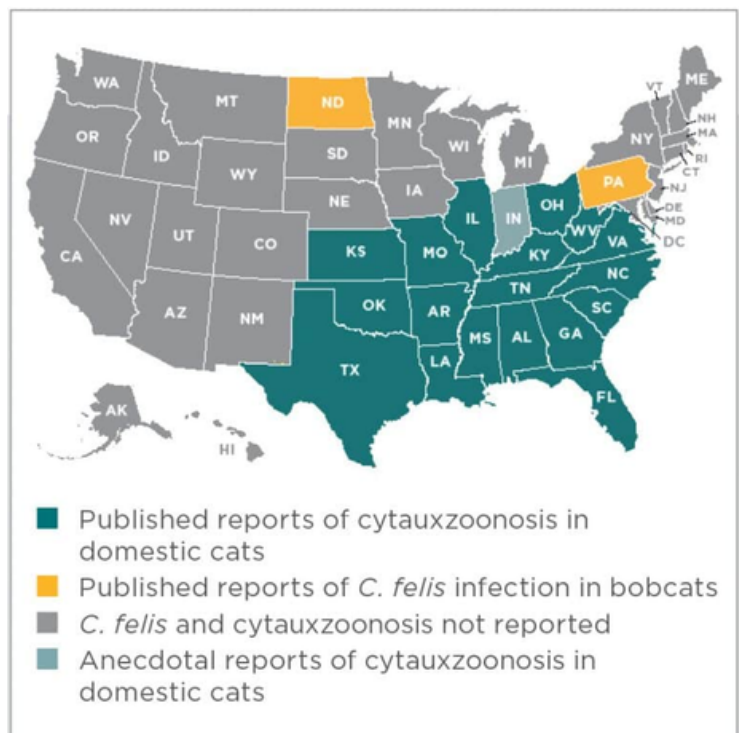 WA
MT
ND
MN
ME
VT
NH
MA
RI
CT
NY
OR
ID
SD
WI
MI
WY
NE
IA
PA
NJ
DE
MD
DC
NV
UT
CO
CA
KS
MO
IL
IN
OH
WV
VA
KY
NC
TN
SC
AZ
NM
OK
AR
TX
LA
MS
AL
GA
FL
AK
HI
Published reports of cytauxzoonosis in
domestic cats
Published reports of C. felis infection in bobcats
C. felis and cytauxzoonosis not reported
Anecdotal reports of cytauxzoonosis in
domestic cats